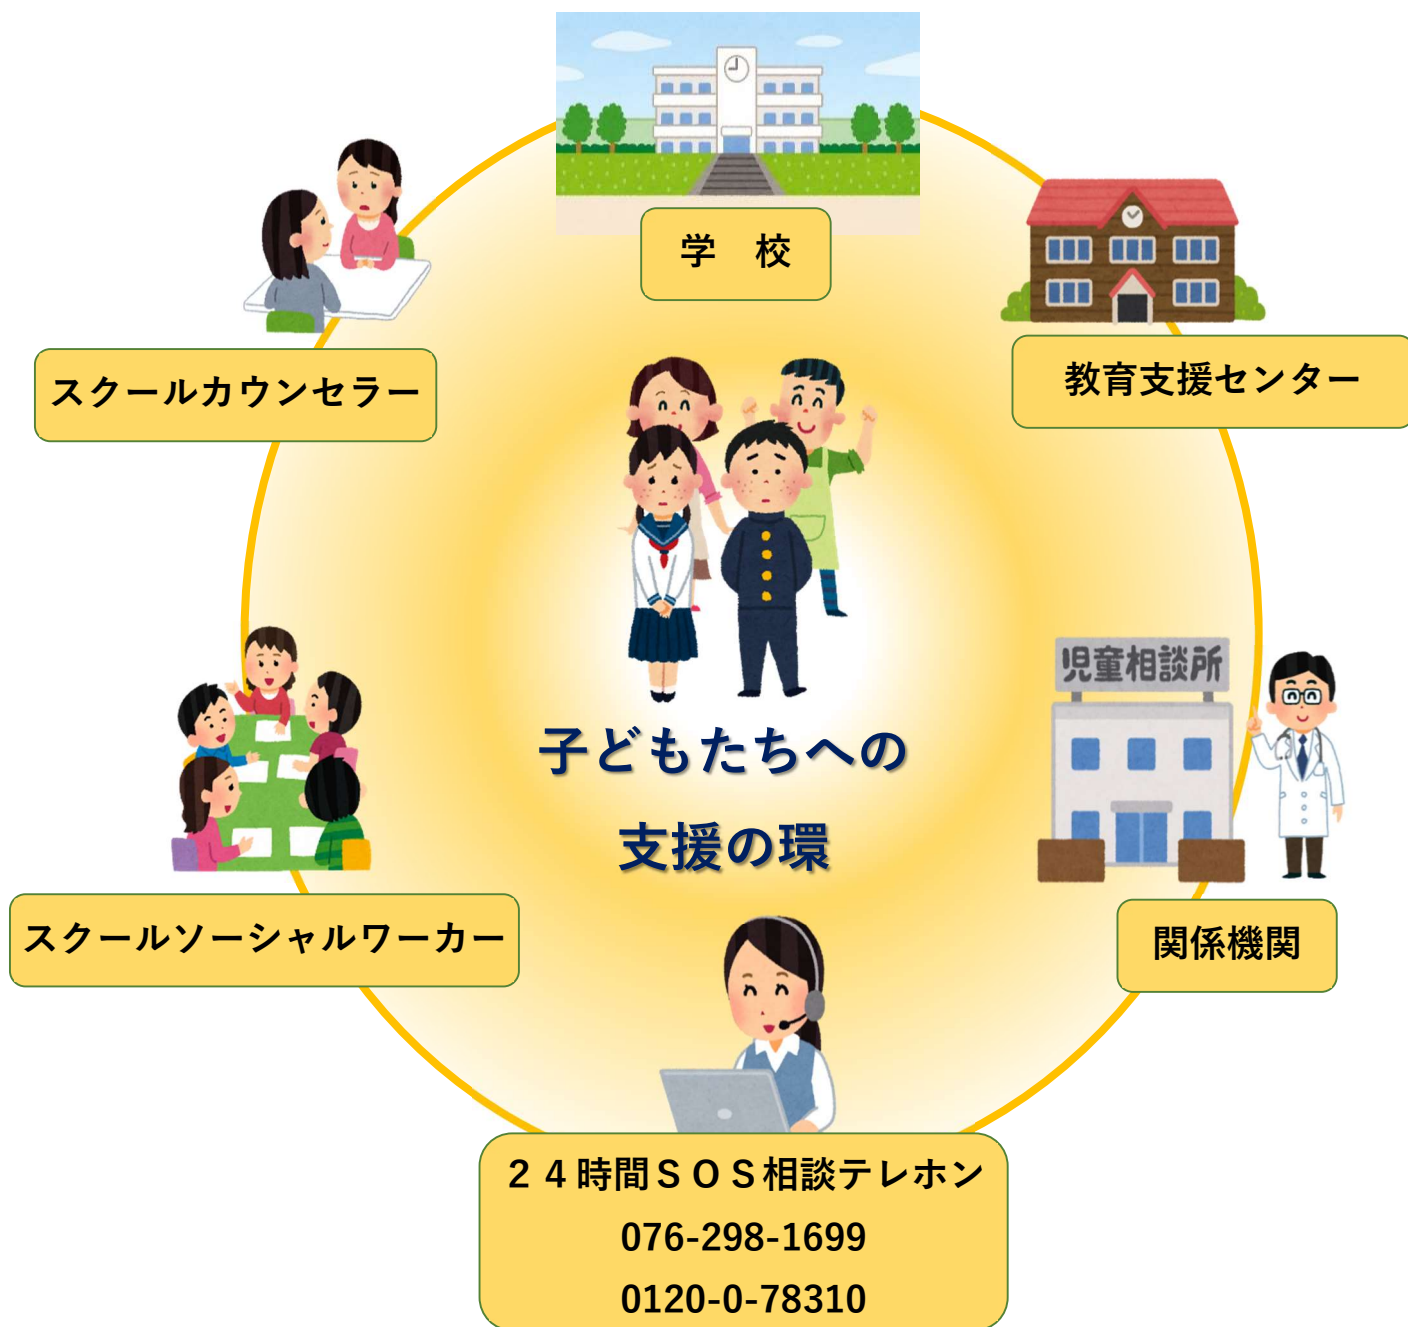 学　校
スクールカウンセラー
教育支援センター
児童相談所
子どもたちへの
支援の環
スクールソーシャルワーカー
関係機関
２４時間ＳＯＳ相談テレホン
076-298-1699
0120-0-78310